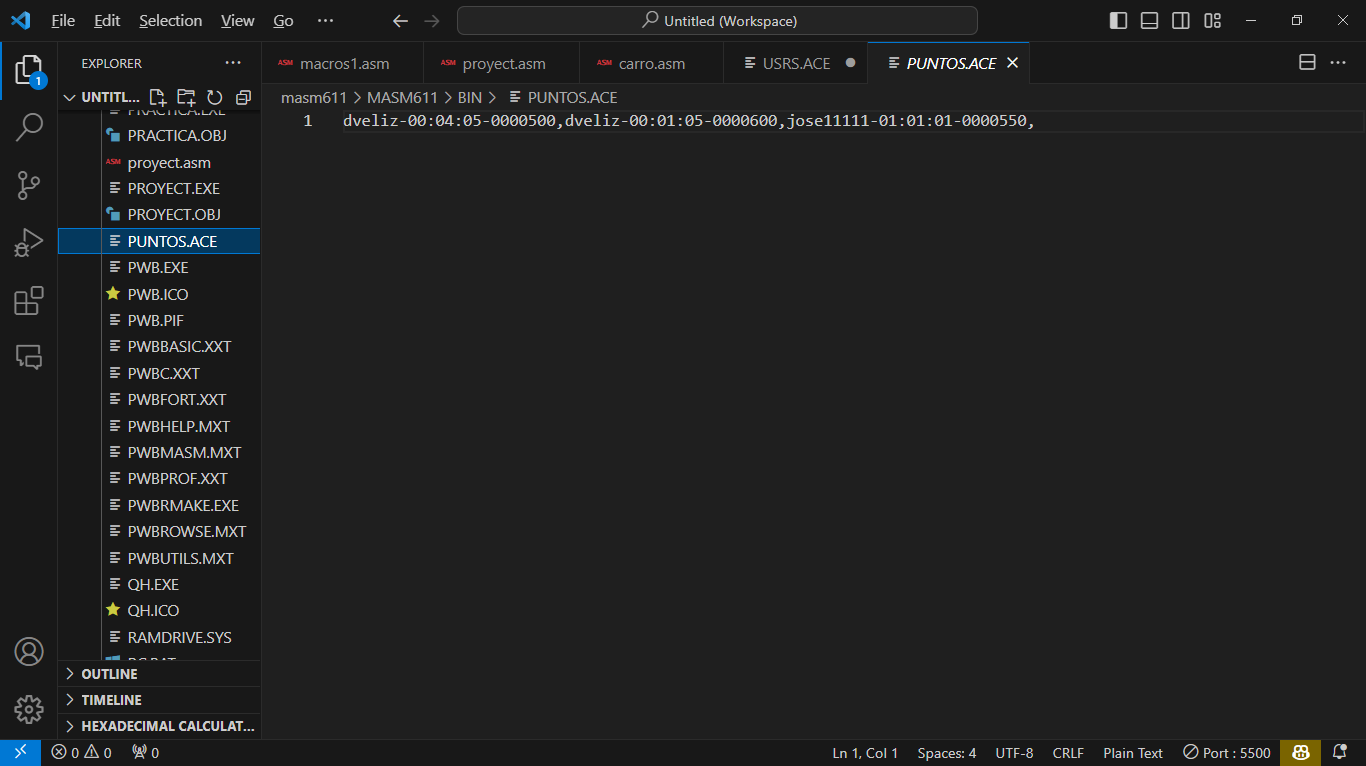 File Edit Selection View Go ··· Untitled (Workspace)
EXPLORER ···
macros1.asm proyect.asm carro.asm USRS.ACE PUNTOS.ACE
UNTITL...
masm611 > MASM611 > BIN > PUNTOS.ACE
1 dveliz-00:04:05-0000500,dveliz-00:01:05-0000600,jose11111-01:01:01-0000550,
PRACTICA.EXE
PRACTICA.OBJ
ASM proyect.asm
PROYECT.EXE
PROYECT.OBJ
PUNTOS.ACE
PWB.EXE
PWB.ICO
PWB.PIF
PWBBASIC.XXT
PWBC.XXT
PWBFORT.XXT
PWBHELP.MXT
PWBMASM.MXT
PWBPROF.XXT
PWBRMAKE.EXE
PWBROWSE.MXT
PWBUTILS.MXT
QH.EXE
QH.ICO
RAMDRIVE.SYS
OUTLINE
TIMELINE
HEXADECIMAL CALCULAT...
0 0 0 Ln 1, Col 1 Spaces: 4 UTF-8 CRLF Plain Text Port : 5500